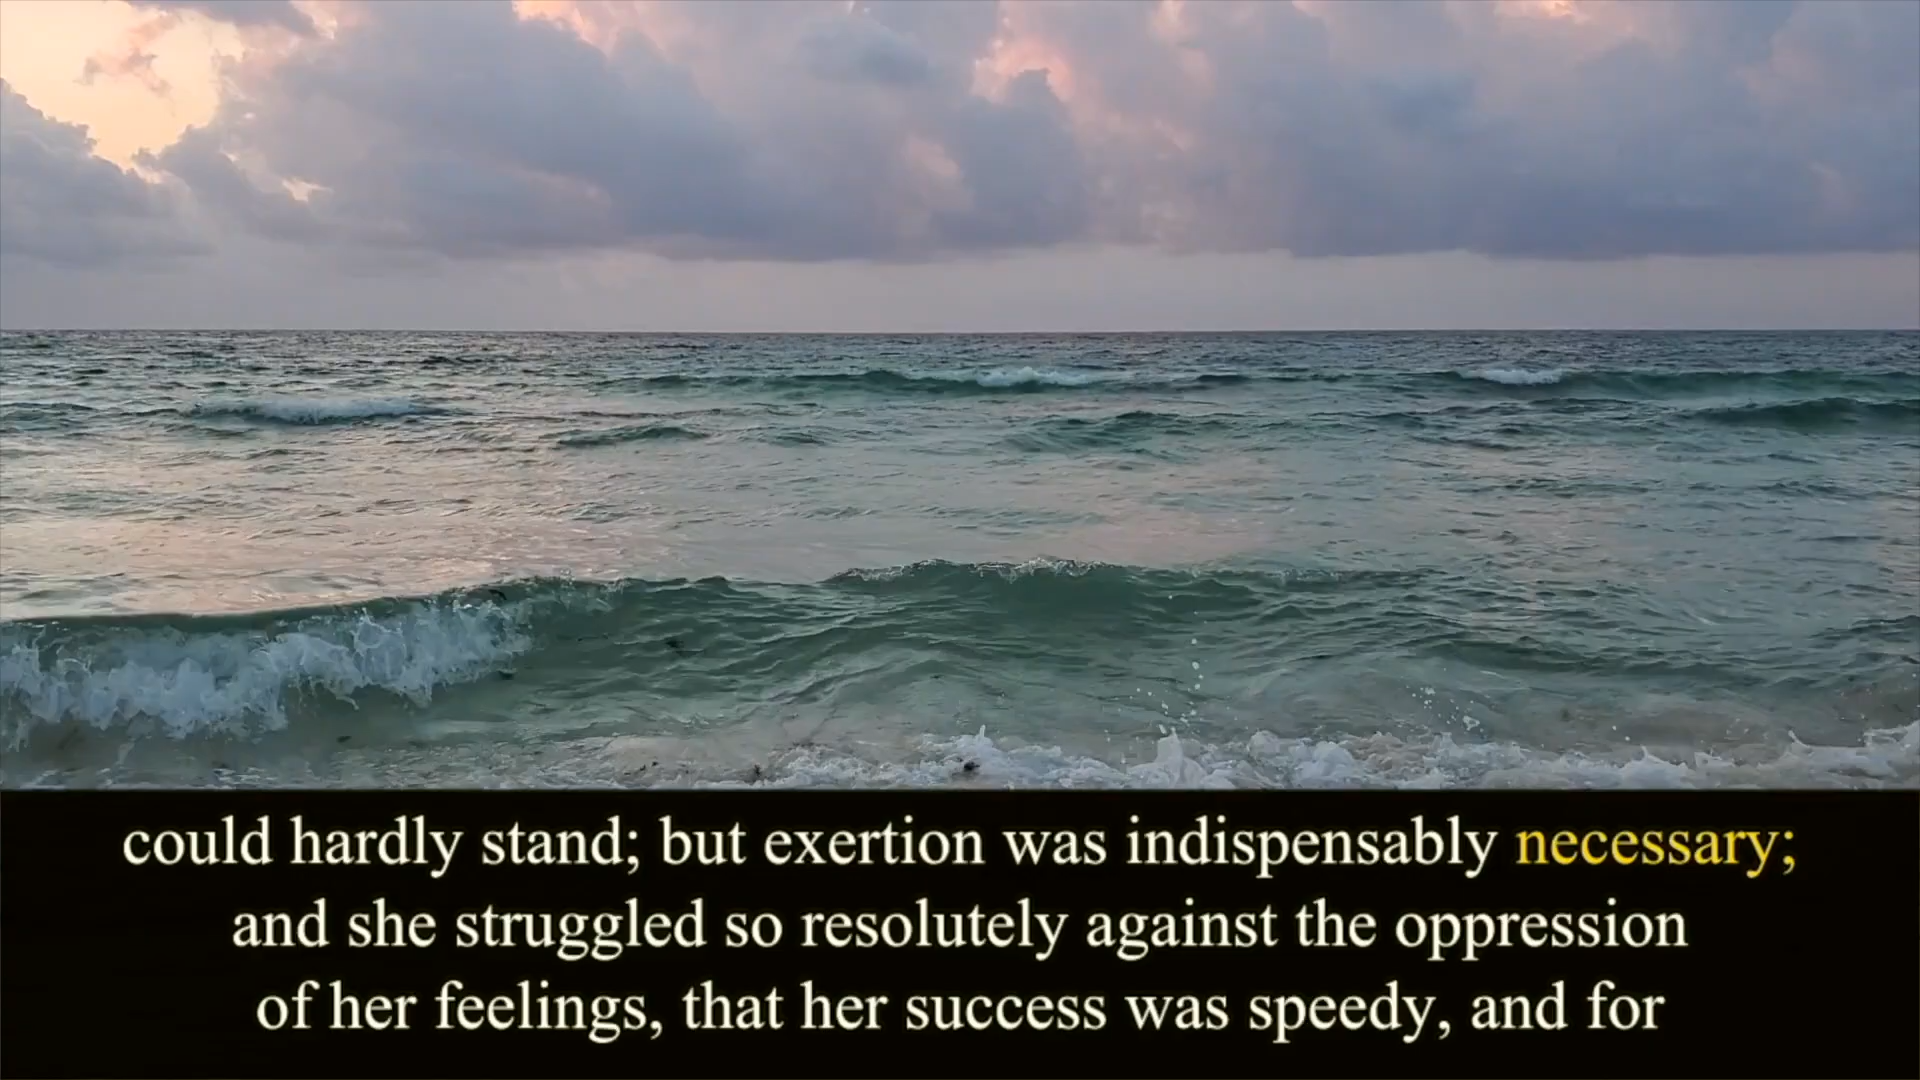 could hardly stand; but exertion was indispensably necessary;
and she struggled so resolutely against the oppression
of her feelings, that her success was speedy, and for